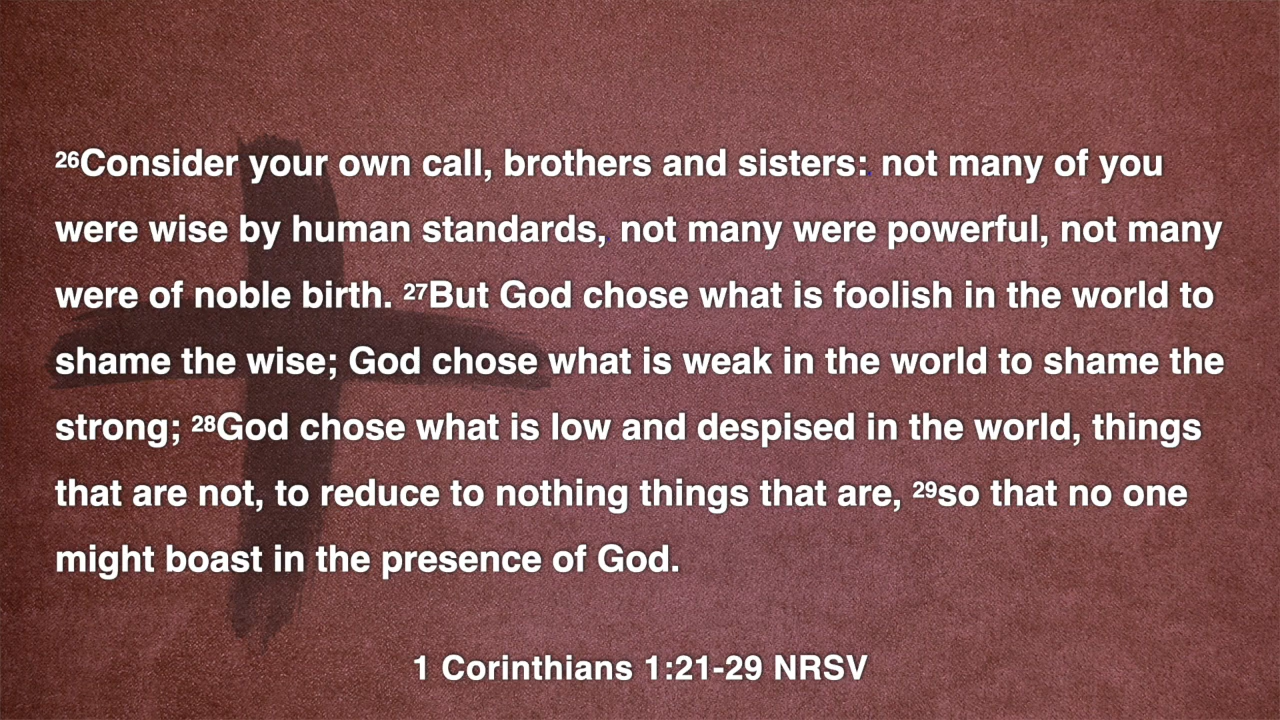 26Consider your own call, brothers and sisters: not many of you
were wise by human standards, not many were powerful, not many
were of noble birth. 27But God chose what is foolish in the world to
shame the wise; God chose what is weak in the world to shame the
strong; 28God chose what is low and despised in the world, things
that are not, to reduce to nothing things that are, 29so that no one
might boast in the presence of God.
1 Corinthians 1:21-29 NRSV